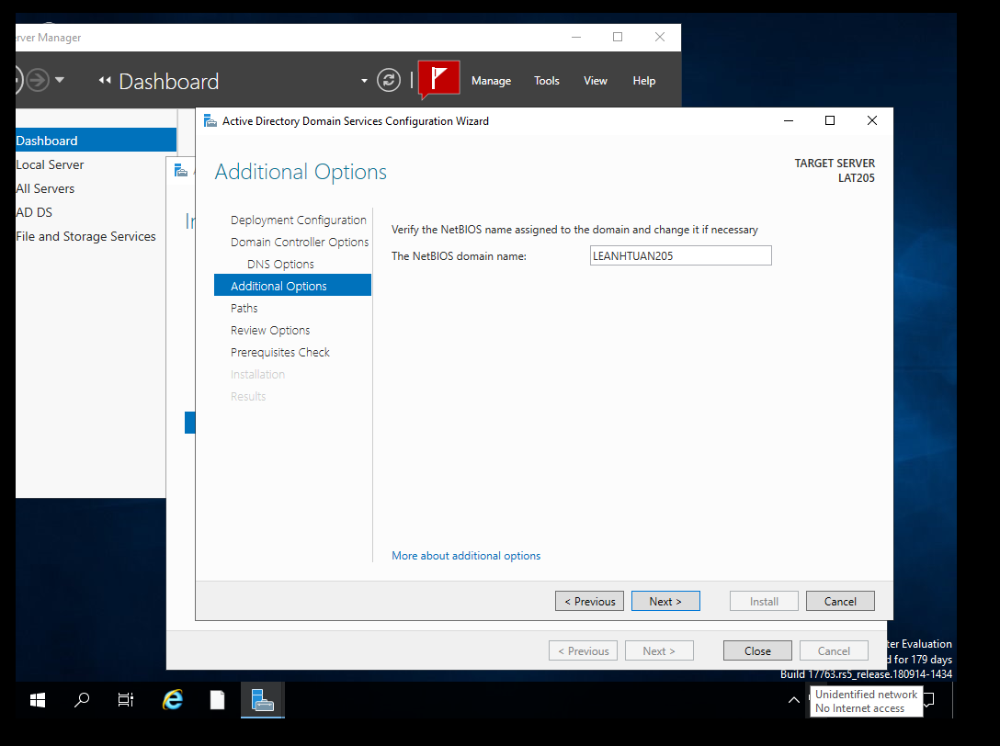 erver Manager
Dashboard
Manage Tools View Help
Dashboard
Local Server
All Servers
AD DS
File and Storage Services
Active Directory Domain Services Configuration Wizard
Additional Options
TARGET SERVER
LAT205
Deployment Configuration
Domain Controller Options
DNS Options
Additional Options
Paths
Review Options
Prerequisites Check
Installation
Results
Verify the NetBIOS name assigned to the domain and change it if necessary
The NetBIOS domain name: LEANHTUAN205
More about additional options
< Previous Next > Install Cancel
< Previous Next > Close Cancel
ter Evaluation
d for 179 days
Build 17763.rs5_release.180914-1434
Unidentified network
No Internet access